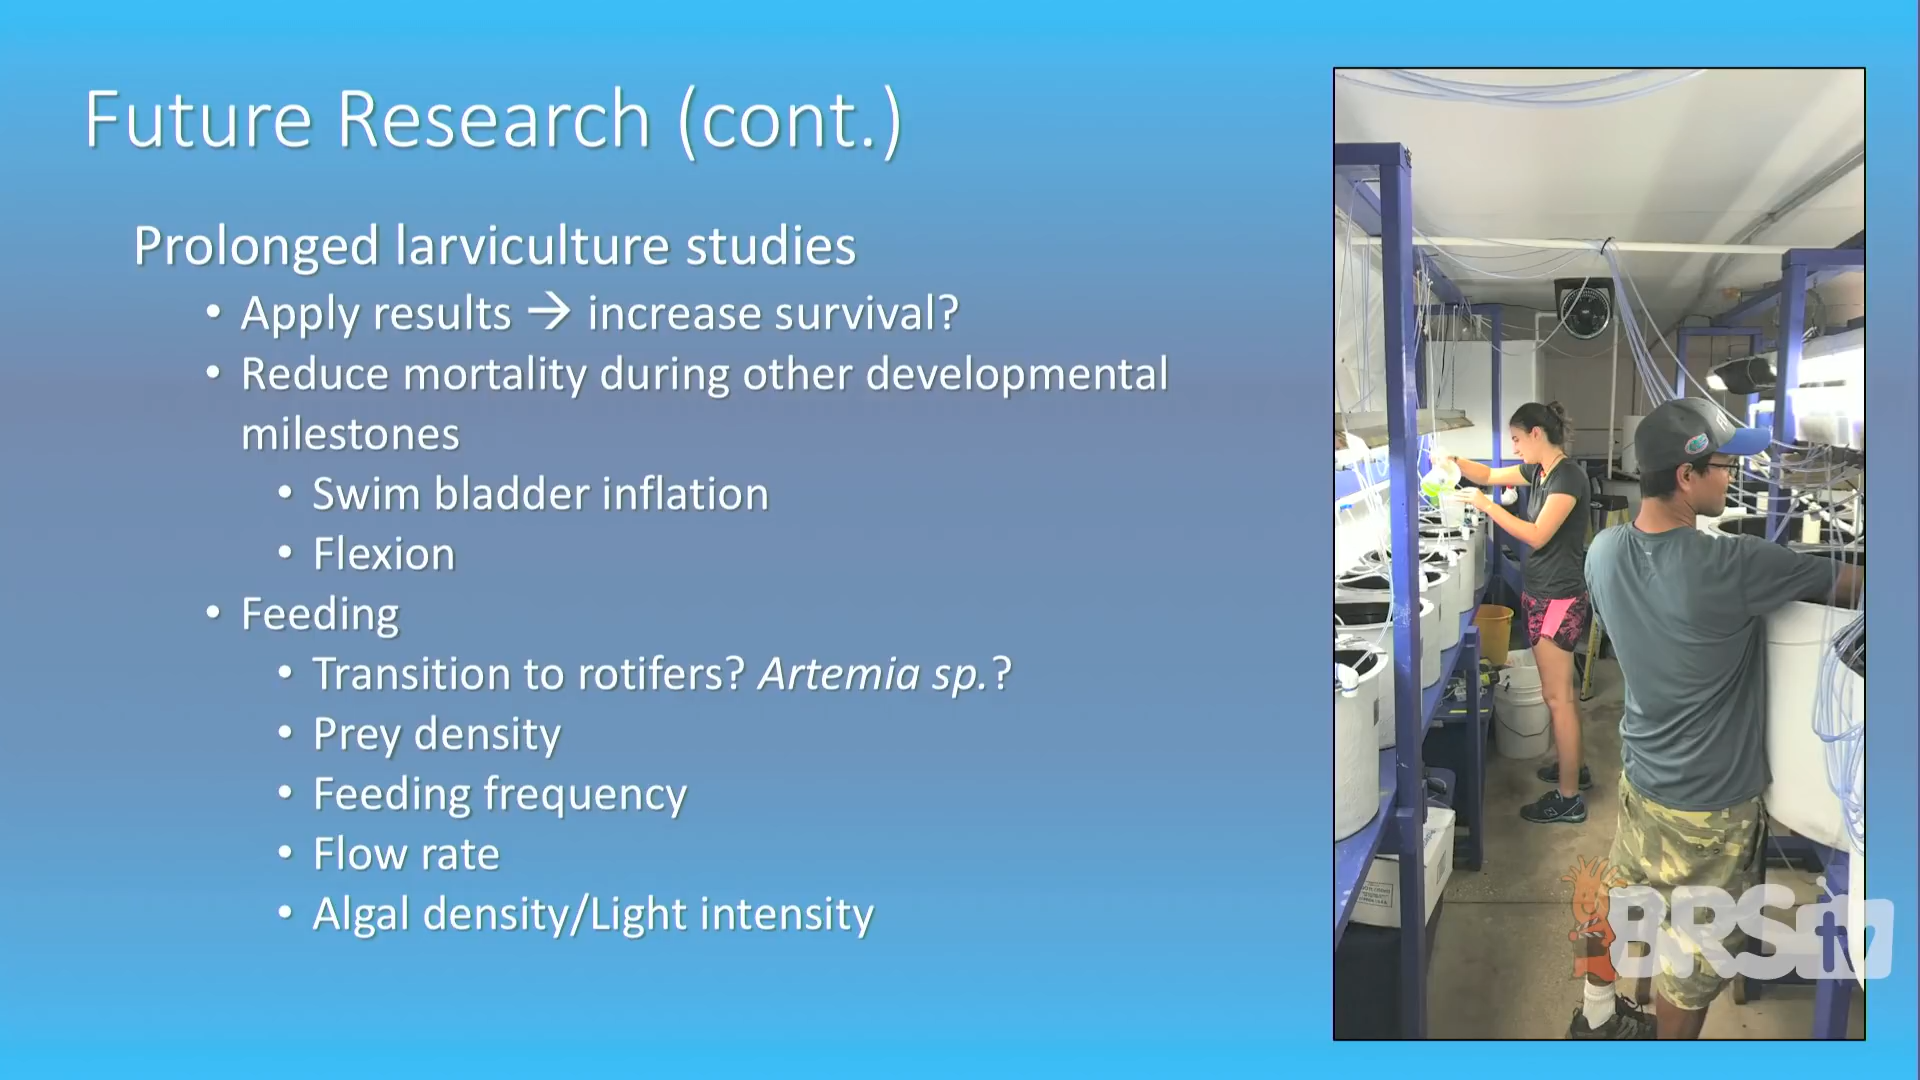 Future Research (cont.)
Prolonged larviculture studies
• Apply results → increase survival?
• Reduce mortality during other developmental
milestones
• Swim bladder inflation
• Flexion
• Feeding
• Transition to rotifers? Artemia sp.?
• Prey density
• Feeding frequency
• Flow rate
• Algal density/Light intensity
BRStv